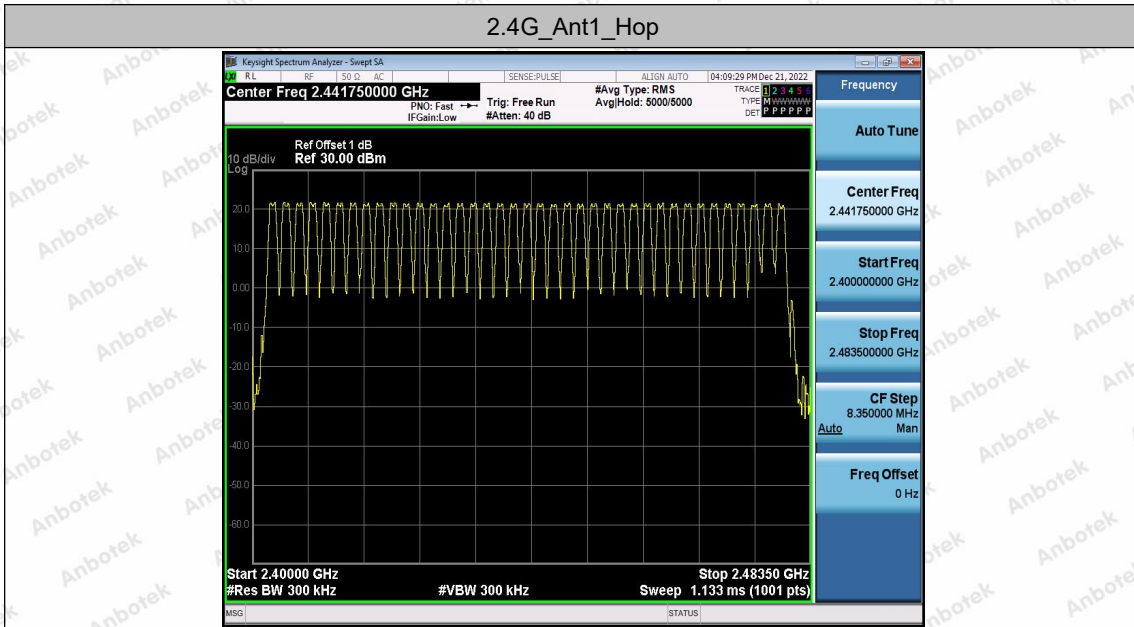 2.4G_Ant1_Hop
Keysight Spectrum Analyzer - Swept SA
LXI RL RF 50 Ω AC SENSE:PULSE ALIGN AUTO 04:09:29 PM Dec 21, 2022
Center Freq 2.441750000 GHz
PNO: Fast
IFGain:Low
Trig: Free Run
#Atten: 40 dB
#Avg Type: RMS
Avg|Hold: 5000/5000
TRACE 1 2 3 4 5 6
TYPE M W W W W W
DET P P P P P P
Ref Offset 1 dB
10 dB/div Ref 30.00 dBm
Log
20.0
10.0
0.00
-10.0
-20.0
-30.0
-40.0
-50.0
-60.0
Start 2.40000 GHz Stop 2.48350 GHz
#Res BW 300 kHz #VBW 300 kHz Sweep 1.133 ms (1001 pts)
MSG STATUS
Frequency
Auto Tune
Center Freq
2.441750000 GHz
Start Freq
2.400000000 GHz
Stop Freq
2.483500000 GHz
CF Step
8.350000 MHz
Auto Man
Freq Offset
0 Hz
Anbotek